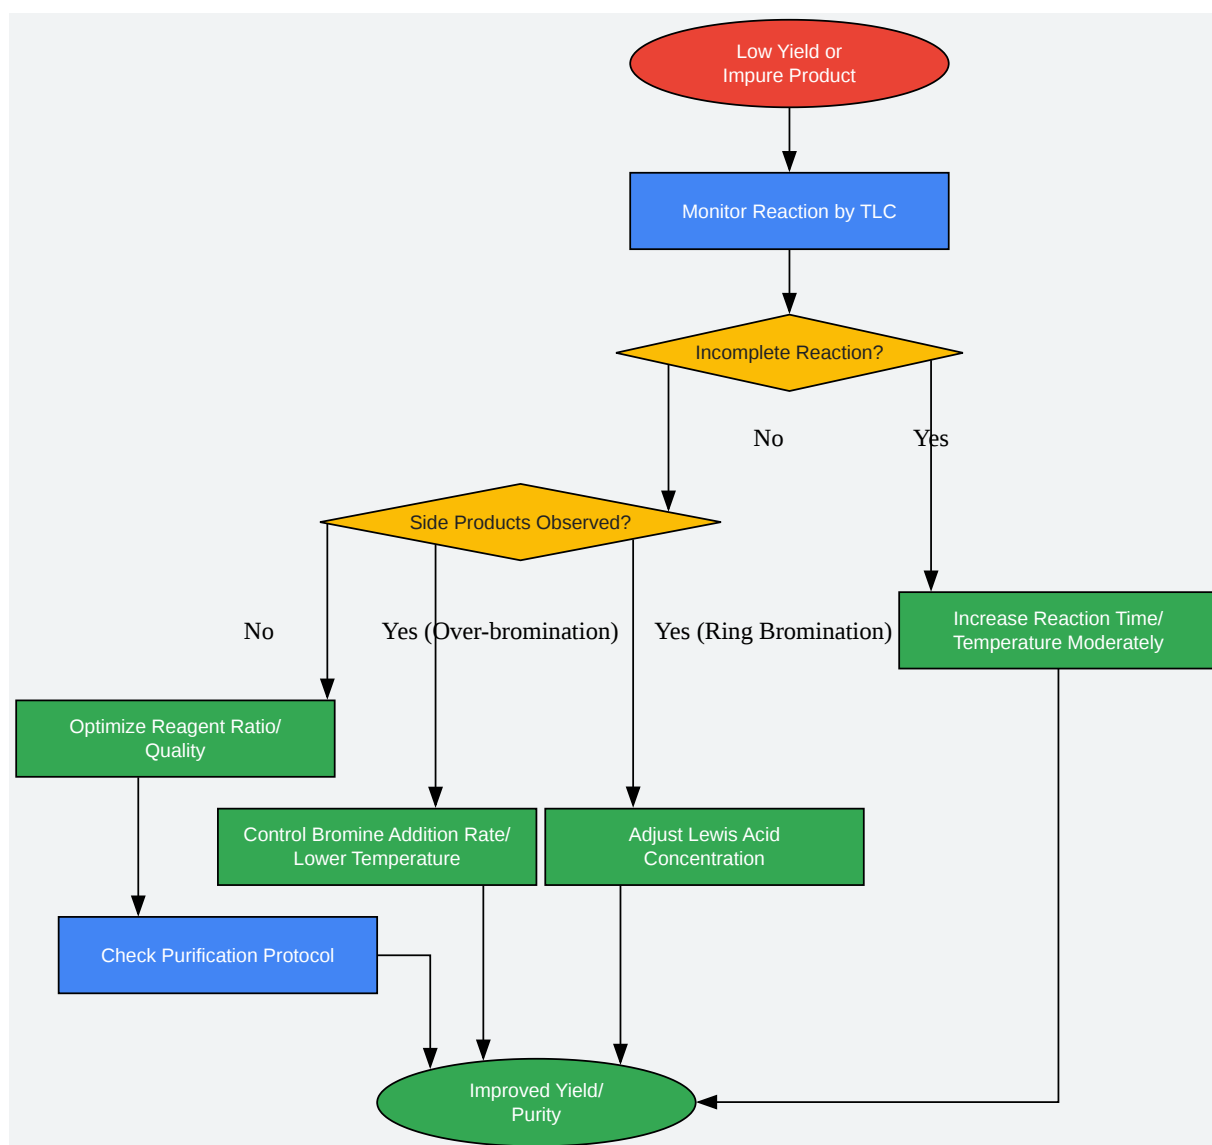 Low Yield or
Impure Product
Monitor Reaction by TLC
Incomplete Reaction?
No
Yes
Side Products Observed?
No
Yes (Over-bromination)
Yes (Ring Bromination)
Increase Reaction Time/
Temperature Moderately
Optimize Reagent Ratio/
Quality
Control Bromine Addition Rate/
Lower Temperature
Adjust Lewis Acid
Concentration
Check Purification Protocol
Improved Yield/
Purity